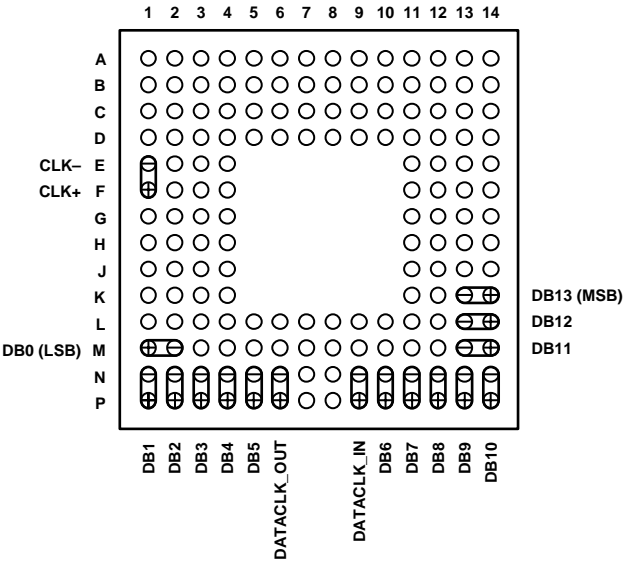 1 2 3 4 5 6 7 8 9 10 11 12 13 14
A
B
C
D
CLK– E
CLK+ F
G
H
J
K DB13 (MSB)
L DB12
DB0 (LSB) M DB11
N
P
DB1
DB2
DB3
DB4
DB5
DATACLK_OUT
DATACLK_IN
DB6
DB7
DB8
DB9
DB10